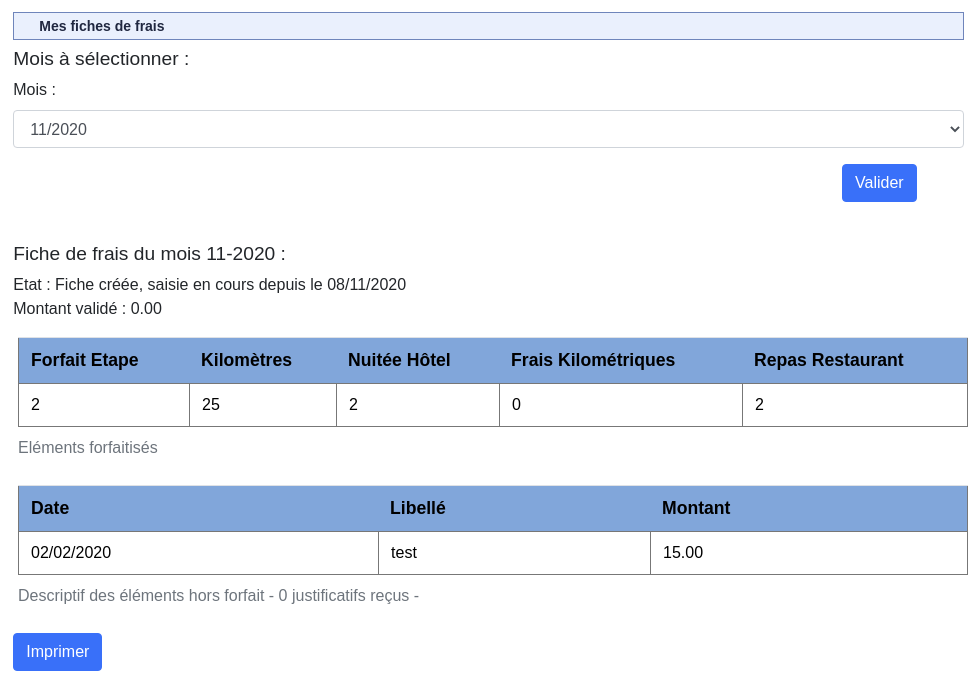 Mes fiches de frais
Mois à sélectionner :
Mois :
11/2020
Valider
Fiche de frais du mois 11-2020 :
Etat : Fiche créée, saisie en cours depuis le 08/11/2020
Montant validé : 0.00
Forfait Etape Kilomètres Nuitée Hôtel Frais Kilométriques Repas Restaurant
2 25 2 0 2
Eléments forfaitisés
Date Libellé Montant
02/02/2020 test 15.00
Descriptif des éléments hors forfait - 0 justificatifs reçus -
Imprimer